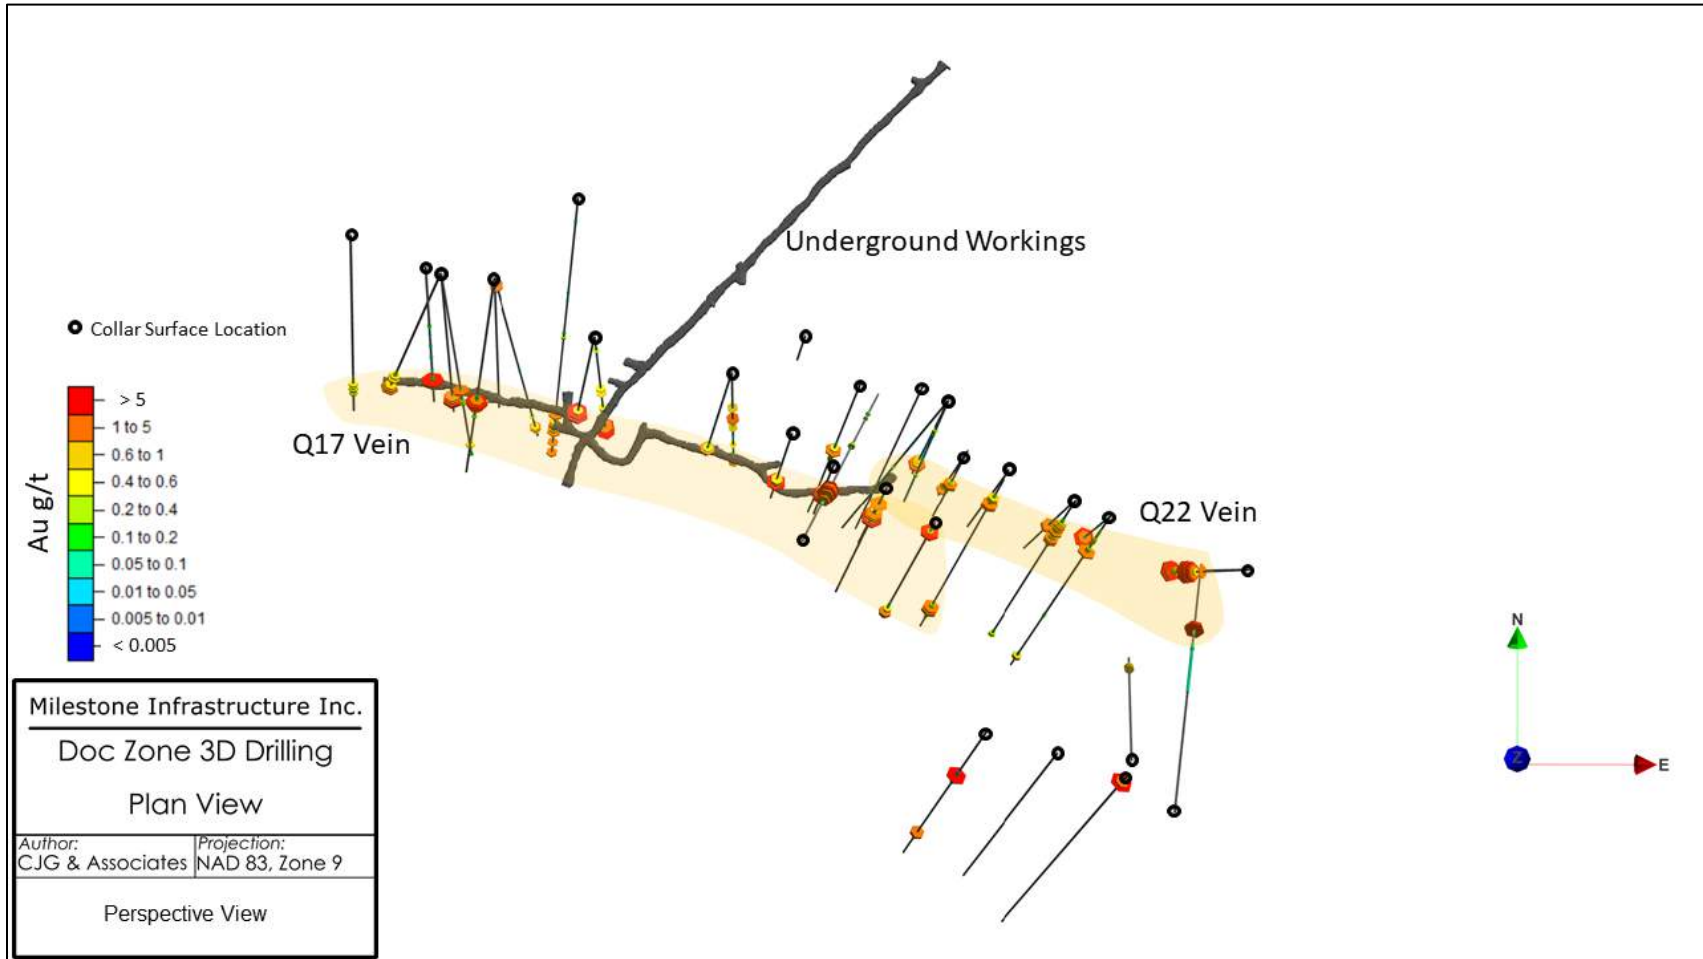 Underground Workings
Collar Surface Location
Au g/t
> 5
1 to 5
0.6 to 1
0.4 to 0.6
0.2 to 0.4
0.1 to 0.2
0.05 to 0.1
0.01 to 0.05
0.005 to 0.01
< 0.005
Q17 Vein
Q22 Vein
N
Z
E
Milestone Infrastructure Inc.
Doc Zone 3D Drilling
Plan View
Author:
CJG & Associates
Projection:
NAD 83, Zone 9
Perspective View